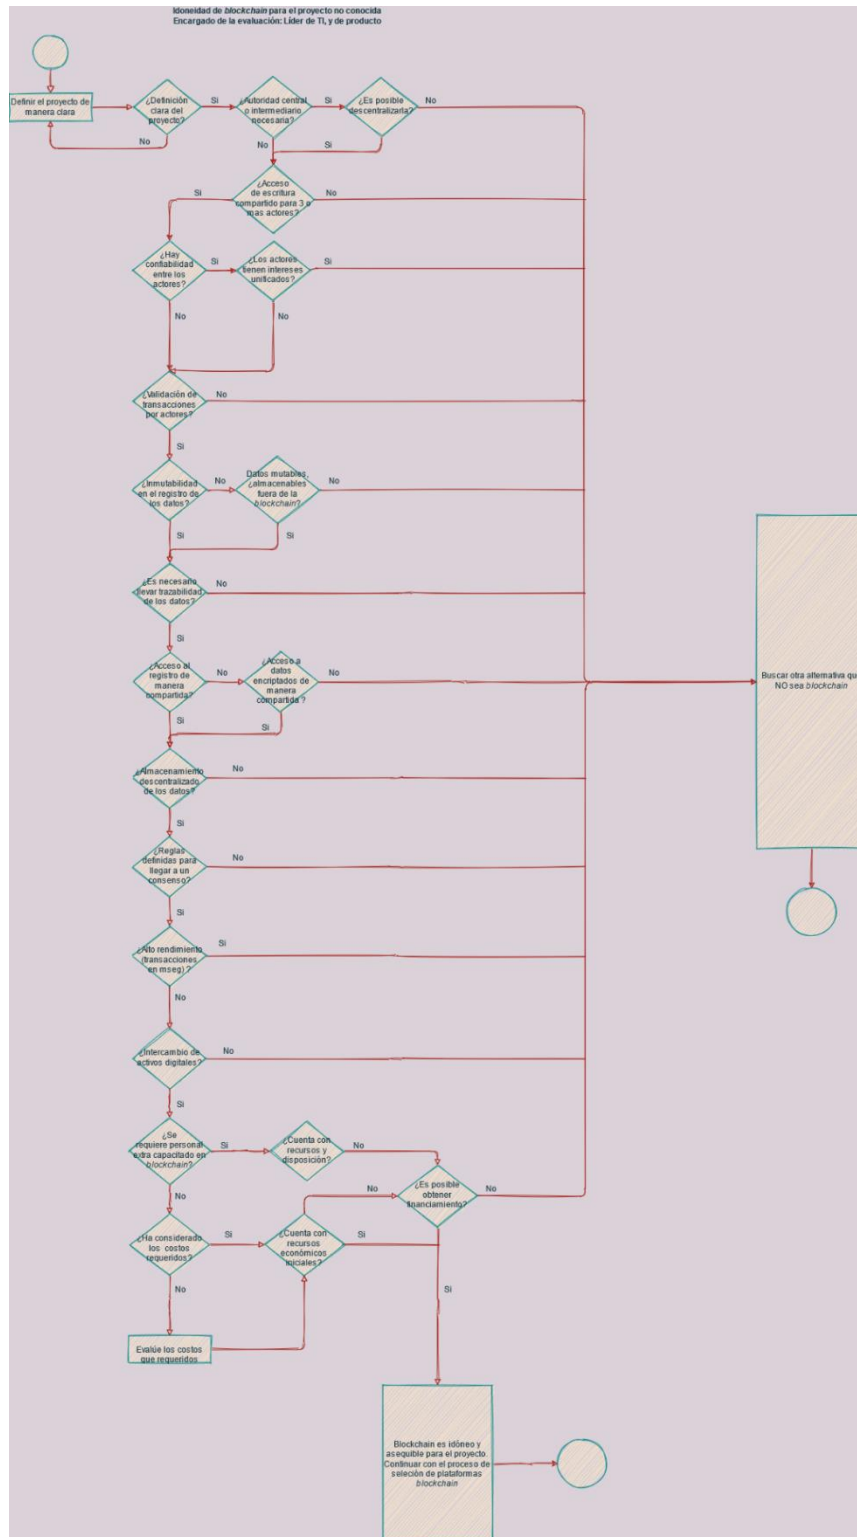 Idoneidad de blockchain para el proyecto no conocida
Encargado de la evaluación: Líder de TI, y de producto
Definir el proyecto de
manera clara
¿Definición
clara del
proyecto?
Si
No
¿Autoridad central
o intermediario
necesaria?
Si
No
¿Es posible
descentralizarla?
No
Si
¿Acceso
de escritura
compartido para 3 o
mas actores?
Si
No
¿Hay
confiabilidad
entre los
actores?
Si
No
¿Los actores
tienen intereses
unificados?
Si
No
¿Validación de
transacciones
por actores?
No
Si
¿Inmutabilidad
en el registro de
los datos?
No
Si
Datos mutables,
¿almacenables
fuera de la
blockchain?
No
Si
¿Es necesario
llevar trazabilidad
de los datos?
No
Si
¿Acceso al
registro de
manera
compartida?
No
Si
¿Acceso a
datos
encriptados de
manera
compartida ?
No
Si
¿Almacenamiento
descentralizado
de los datos?
No
Si
¿Reglas
definidas para
llegar a un
consenso?
No
Si
¿Alto rendimiento
(transacciones
en mseg) ?
Si
No
¿Intercambio de
activos digitales?
No
Si
¿Se
requiere personal
extra capacitado en
blockchain?
Si
No
¿Cuenta con
recursos y
disposición?
No
¿Es posible
obtener
financiamiento?
No
Si
¿Ha considerado
los costos
requeridos?
Si
No
¿Cuenta con
recursos
económicos
iniciales?
No
Si
Evalúe los costos
que requeridos
Buscar otra alternativa qu
NO sea blockchain
Blockchain es idóneo y
asequible para el proyecto.
Continuar con el proceso de
seleción de plataformas
blockchain